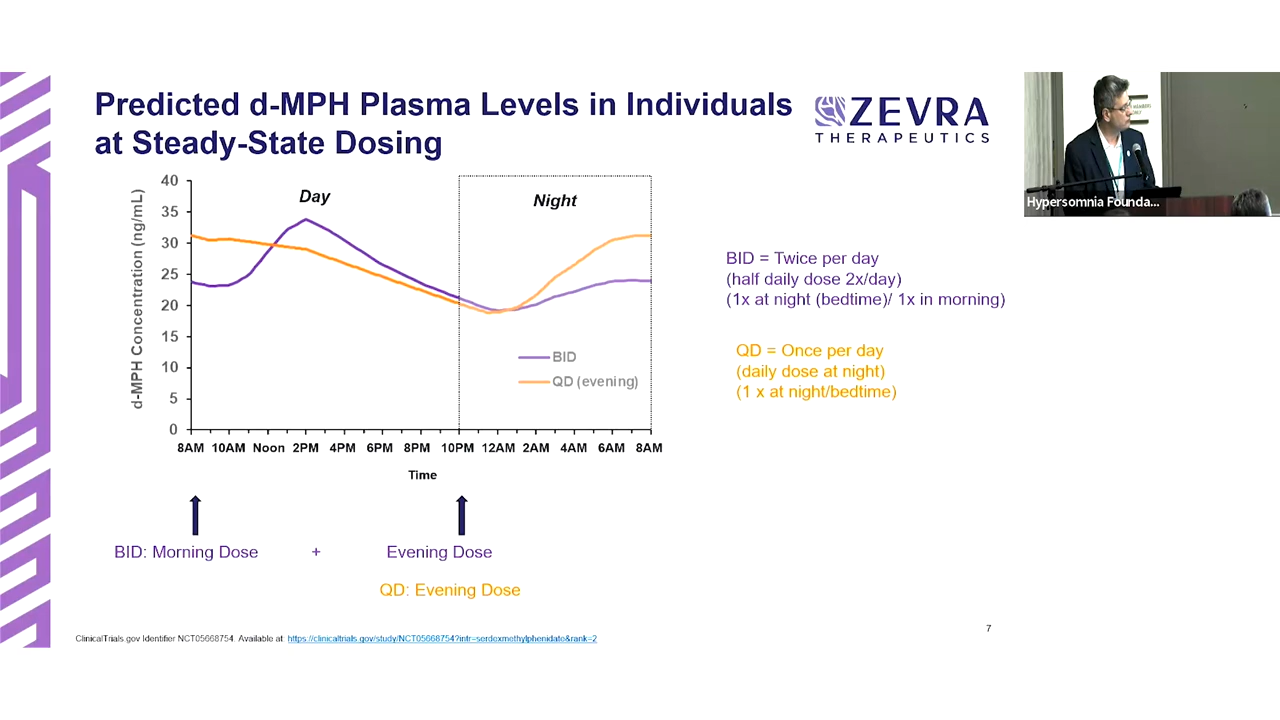 Predicted d-MPH Plasma Levels in Individuals
at Steady-State Dosing
ZEVRA
THERAPEUTICS
Hypersomnia Founda...
d-MPH Concentration (ng/mL)
40
35
30
25
20
15
10
5
0
Day
Night
BID
QD (evening)
8AM 10AM Noon 2PM 4PM 6PM 8PM 10PM 12AM 2AM 4AM 6AM 8AM
Time
BID = Twice per day
(half daily dose 2x/day)
(1x at night (bedtime)/ 1x in morning)
QD = Once per day
(daily dose at night)
(1 x at night/bedtime)
BID: Morning Dose + Evening Dose
QD: Evening Dose
ClinicalTrials.gov Identifier NCT05668754. Available at https://clinicaltrials.gov/study/NCT05668754?intr=serdexmethylphenidate&rank=2
7